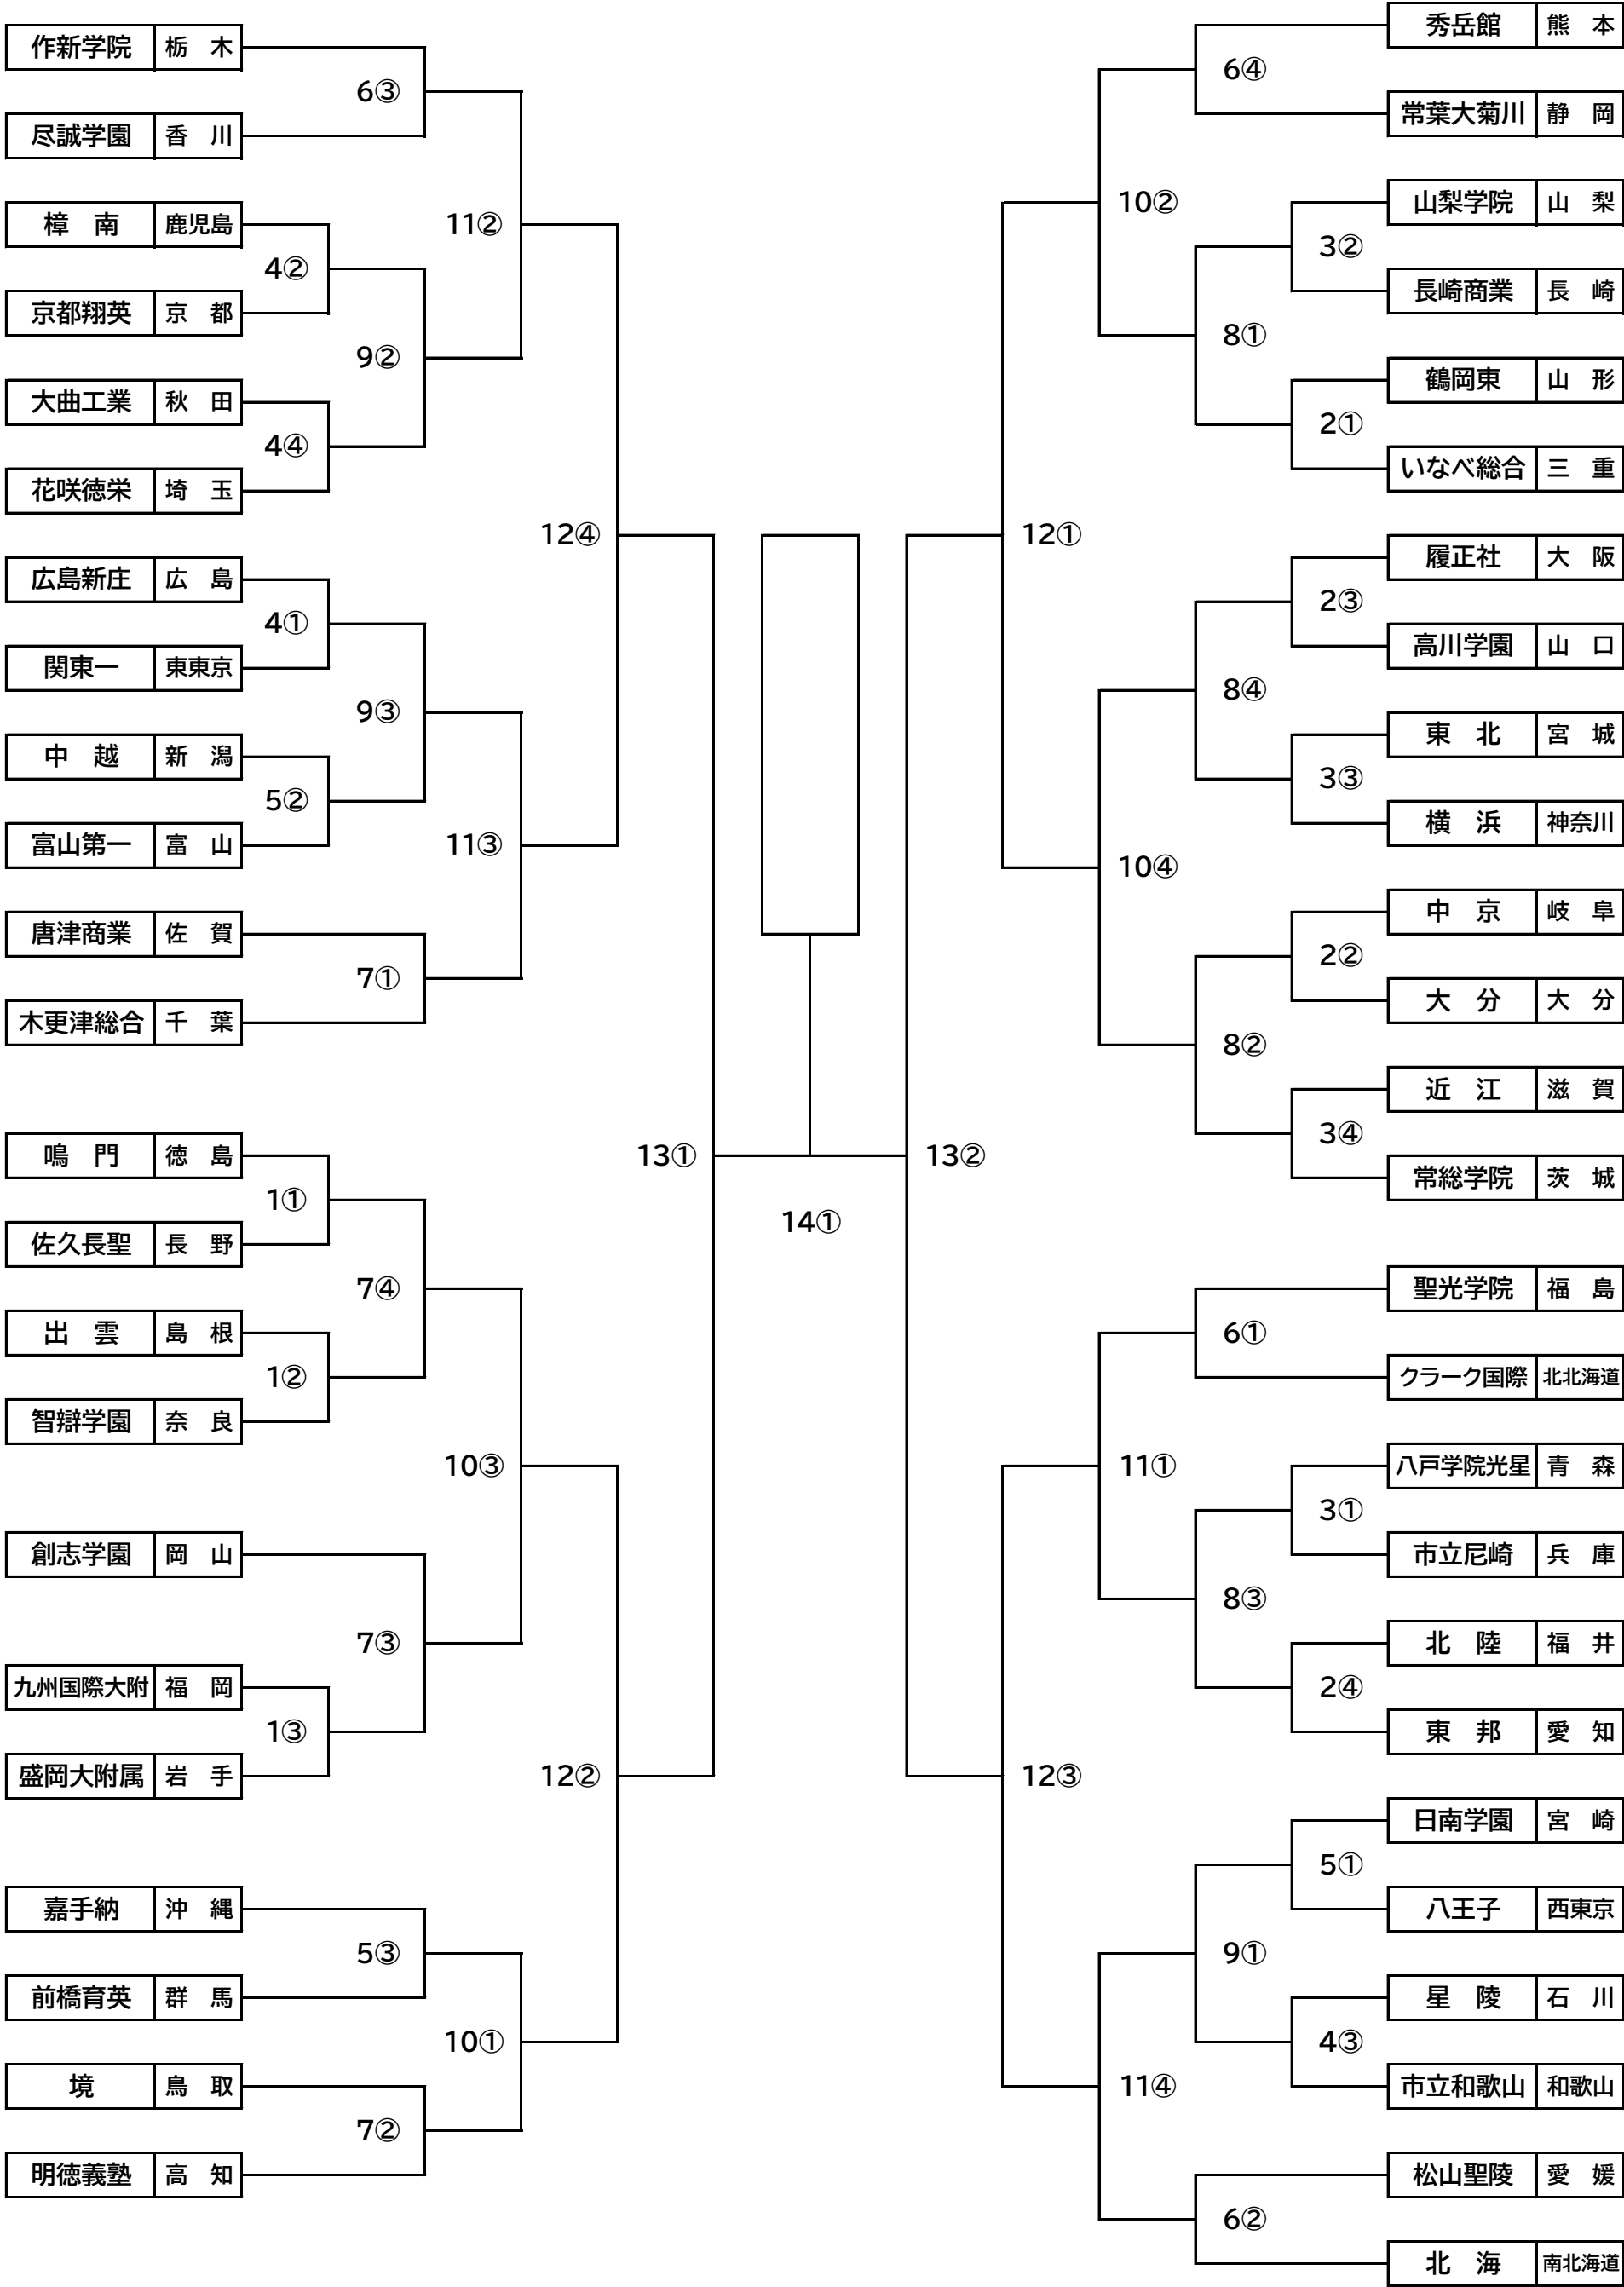 作新学院 栃　木
6③
尽誠学園 香　川
樟　南 鹿児島
11②
4②
京都翔英 京　都
9②
大曲工業 秋　田
4④
花咲徳栄 埼　玉
12④
広島新庄 広　島
4①
関東一 東東京
9③
中　越 新　潟
5②
富山第一 富　山
11③
唐津商業 佐　賀
7①
木更津総合 千　葉
鳴　門 徳　島
13①
1①
佐久長聖 長　野
7④
出　雲 島　根
1②
智辯学園 奈　良
10③
創志学園 岡　山
7③
九州国際大附 福　岡
1③
盛岡大附属 岩　手
12②
嘉手納 沖　縄
5③
前橋育英 群　馬
10①
境 鳥　取
7②
明徳義塾 高　知
14①
秀岳館 熊　本
6④
常葉大菊川 静　岡
10②
山梨学院 山　梨
3②
長崎商業 長　崎
8①
鶴岡東 山　形
2①
いなべ総合 三　重
12①
履正社 大　阪
2③
高川学園 山　口
8④
東　北 宮　城
3③
横　浜 神奈川
10④
中　京 岐　阜
2②
大　分 大　分
8②
近　江 滋　賀
3④
常総学院 茨　城
13②
聖光学院 福　島
6①
クラーク国際 北北海道
11①
八戸学院光星 青　森
3①
市立尼崎 兵　庫
8③
北　陸 福　井
2④
東　邦 愛　知
12③
日南学園 宮　崎
5①
八王子 西東京
9①
星　陵 石　川
4③
市立和歌山 和歌山
11④
松山聖陵 愛　媛
6②
北　海 南北海道